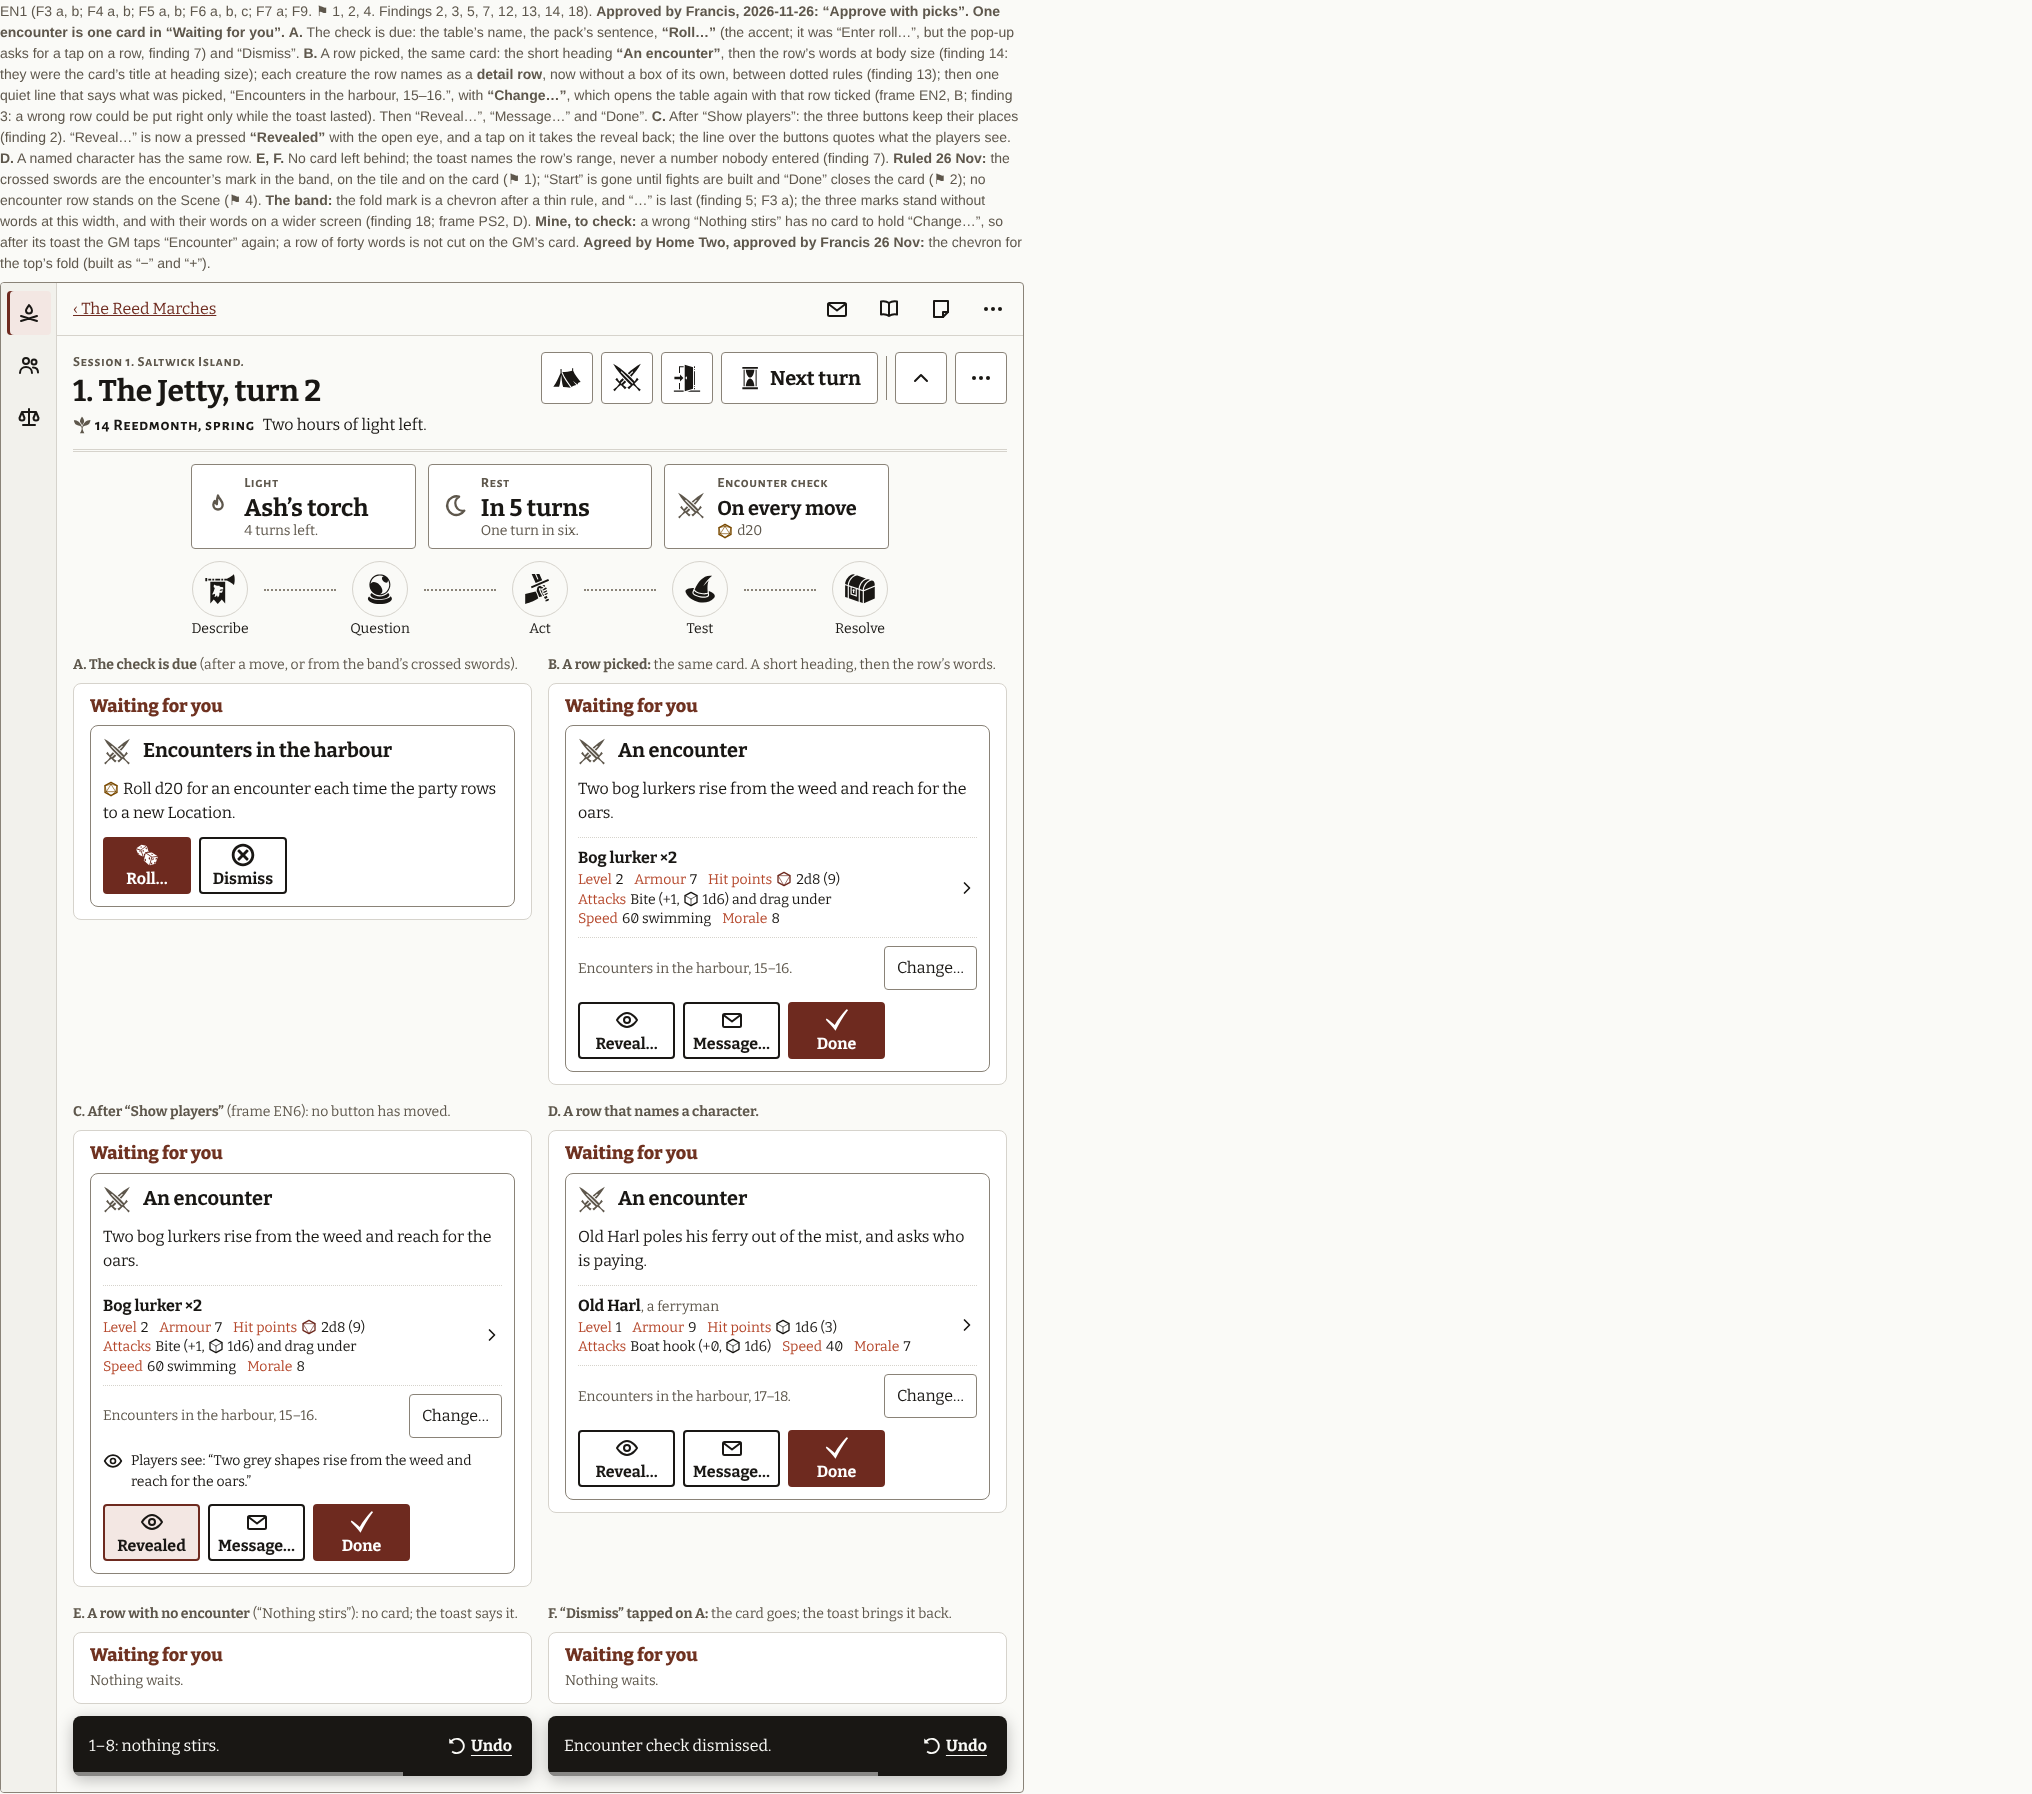 EN1 (F3 a, b; F4 a, b; F5 a, b; F6 a, b, c; F7 a; F9. ⚑ 1, 2, 4. Findings 2, 3, 5, 7, 12, 13, 14, 18). Approved by Francis, 2026-11-26: “Approve with picks”. One
encounter is one card in “Waiting for you”. A. The check is due: the table’s name, the pack’s sentence, “Roll…” (the accent; it was “Enter roll…”, but the pop-up
asks for a tap on a row, finding 7) and “Dismiss”. B. A row picked, the same card: the short heading “An encounter”, then the row’s words at body size (finding 14:
they were the card’s title at heading size); each creature the row names as a detail row, now without a box of its own, between dotted rules (finding 13); then one
quiet line that says what was picked, “Encounters in the harbour, 15–16.”, with “Change…”, which opens the table again with that row ticked (frame EN2, B; finding
3: a wrong row could be put right only while the toast lasted). Then “Reveal…”, “Message…” and “Done”. C. After “Show players”: the three buttons keep their places
(finding 2). “Reveal…” is now a pressed “Revealed” with the open eye, and a tap on it takes the reveal back; the line over the buttons quotes what the players see.
D. A named character has the same row. E, F. No card left behind; the toast names the row’s range, never a number nobody entered (finding 7). Ruled 26 Nov: the
crossed swords are the encounter’s mark in the band, on the tile and on the card (⚑ 1); “Start” is gone until fights are built and “Done” closes the card (⚑ 2); no
encounter row stands on the Scene (⚑ 4). The band: the fold mark is a chevron after a thin rule, and “…” is last (finding 5; F3 a); the three marks stand without
words at this width, and with their words on a wider screen (finding 18; frame PS2, D). Mine, to check: a wrong “Nothing stirs” has no card to hold “Change…”, so
after its toast the GM taps “Encounter” again; a row of forty words is not cut on the GM’s card. Agreed by Home Two, approved by Francis 26 Nov: the chevron for
the top’s fold (built as “−” and “+”).
‹ The Reed Marches
Session 1. Saltwick Island.
1. The Jetty, turn 2
Next turn
14 Reedmonth, spring Two hours of light left.
Light
Ash’s torch
4 turns left.
Rest
In 5 turns
One turn in six.
Encounter check
On every move
d20
Describe
Question
Act
Test
Resolve
A. The check is due (after a move, or from the band’s crossed swords).
Waiting for you
Encounters in the harbour
Roll d20 for an encounter each time the party rows
to a new Location.
Roll…
Dismiss
B. A row picked: the same card. A short heading, then the row’s words.
Waiting for you
An encounter
Two bog lurkers rise from the weed and reach for the
oars.
Bog lurker ×2
Level 2 Armour 7 Hit points 2d8 (9)
Attacks Bite (+1, 1d6) and drag under
Speed 60 swimming Morale 8
Encounters in the harbour, 15–16.
Change…
Reveal…
Message…
Done
C. After “Show players” (frame EN6): no button has moved.
Waiting for you
An encounter
Two bog lurkers rise from the weed and reach for the
oars.
Bog lurker ×2
Level 2 Armour 7 Hit points 2d8 (9)
Attacks Bite (+1, 1d6) and drag under
Speed 60 swimming Morale 8
Encounters in the harbour, 15–16.
Change…
Players see: “Two grey shapes rise from the weed and
reach for the oars.”
Revealed
Message…
Done
D. A row that names a character.
Waiting for you
An encounter
Old Harl poles his ferry out of the mist, and asks who
is paying.
Old Harl, a ferryman
Level 1 Armour 9 Hit points 1d6 (3)
Attacks Boat hook (+0, 1d6) Speed 40 Morale 7
Encounters in the harbour, 17–18.
Change…
Reveal…
Message…
Done
E. A row with no encounter (“Nothing stirs”): no card; the toast says it.
Waiting for you
Nothing waits.
1–8: nothing stirs.
Undo
F. “Dismiss” tapped on A: the card goes; the toast brings it back.
Waiting for you
Nothing waits.
Encounter check dismissed.
Undo